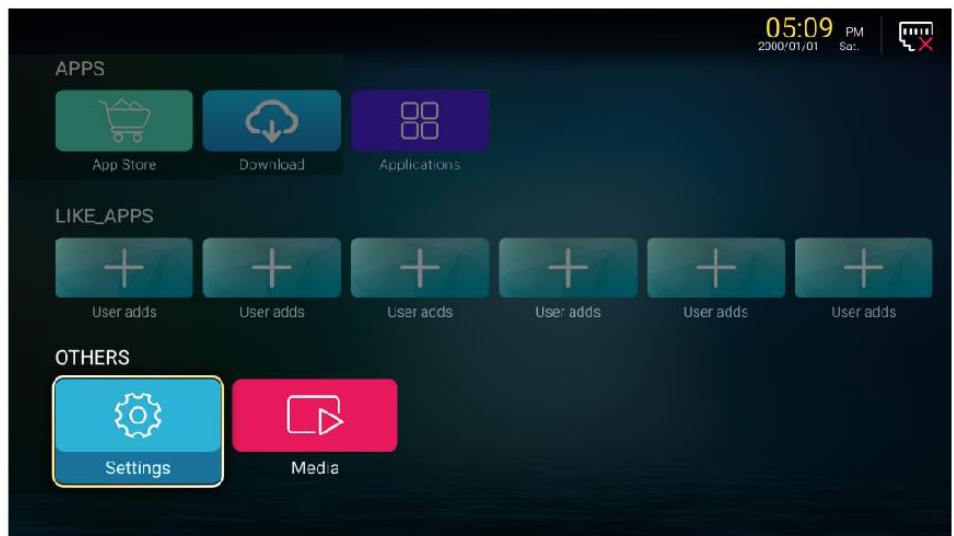 05:09 PM
2000/01/01 Sat.
APPS
App Store Download Applications
LIKE_APPS
User adds User adds User adds User adds User adds User adds
OTHERS
Settings Media